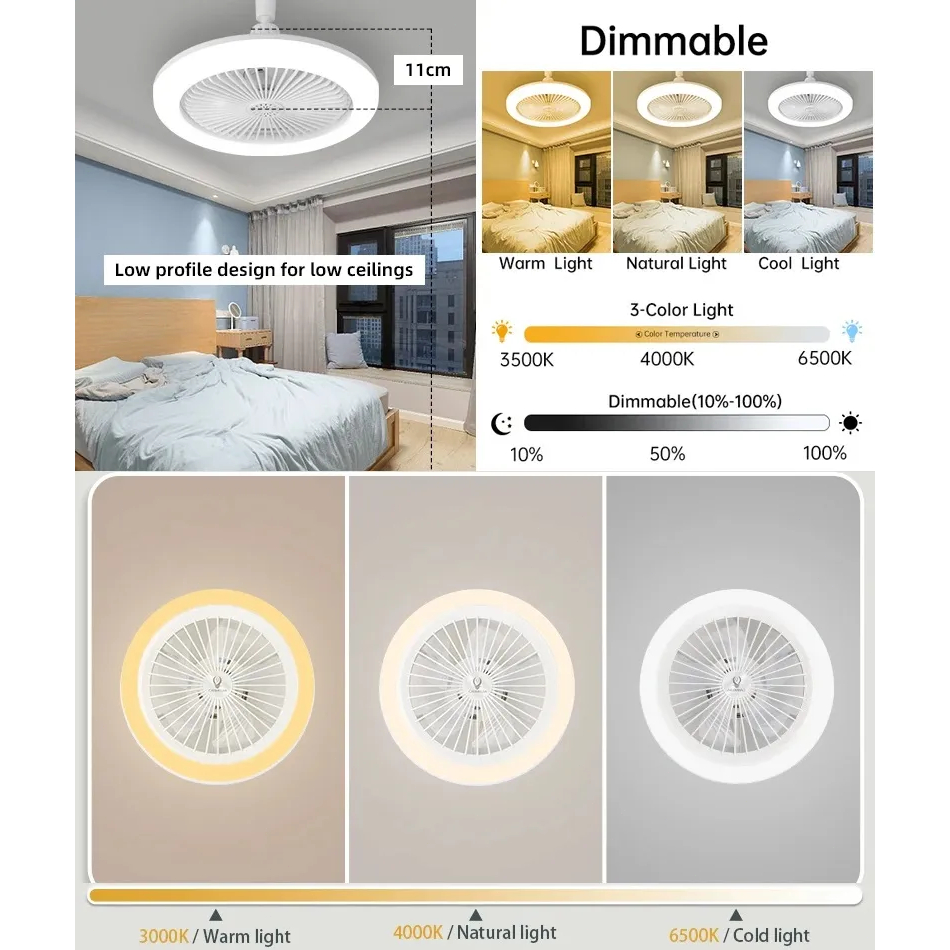 11cm
Low profile design for low ceilings
Dimmable
Warm Light
Natural Light
Cool Light
3-Color Light
Color Temperature
3500K
4000K
6500K
Dimmable(10%-100%)
10%
50%
100%
3000K / Warm light
4000K / Natural light
6500K / Cold light